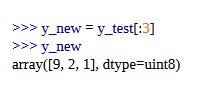 >>> y_new = y_test[:3]
>>> y_new
array([9, 2, 1], dtype=uint8)